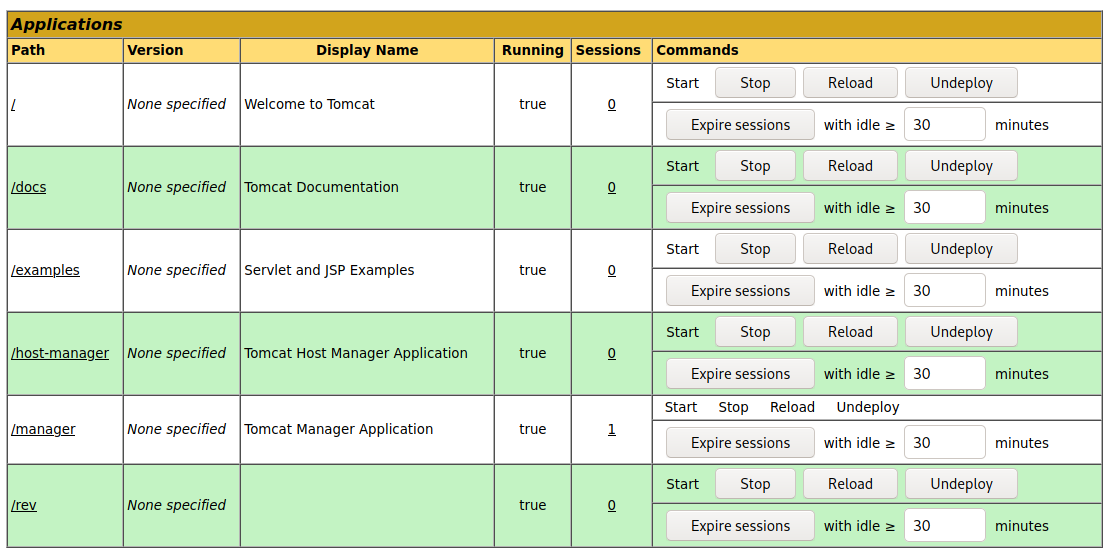 Applications
Path Version Display Name Running Sessions Commands
/ None specified Welcome to Tomcat true 0 Start Stop Reload Undeploy
Expire sessions with idle ≥ 30 minutes
/docs None specified Tomcat Documentation true 0 Start Stop Reload Undeploy
Expire sessions with idle ≥ 30 minutes
/examples None specified Servlet and JSP Examples true 0 Start Stop Reload Undeploy
Expire sessions with idle ≥ 30 minutes
/host-manager None specified Tomcat Host Manager Application true 0 Start Stop Reload Undeploy
Expire sessions with idle ≥ 30 minutes
/manager None specified Tomcat Manager Application true 1 Start Stop Reload Undeploy
Expire sessions with idle ≥ 30 minutes
/rev None specified true 0 Start Stop Reload Undeploy
Expire sessions with idle ≥ 30 minutes